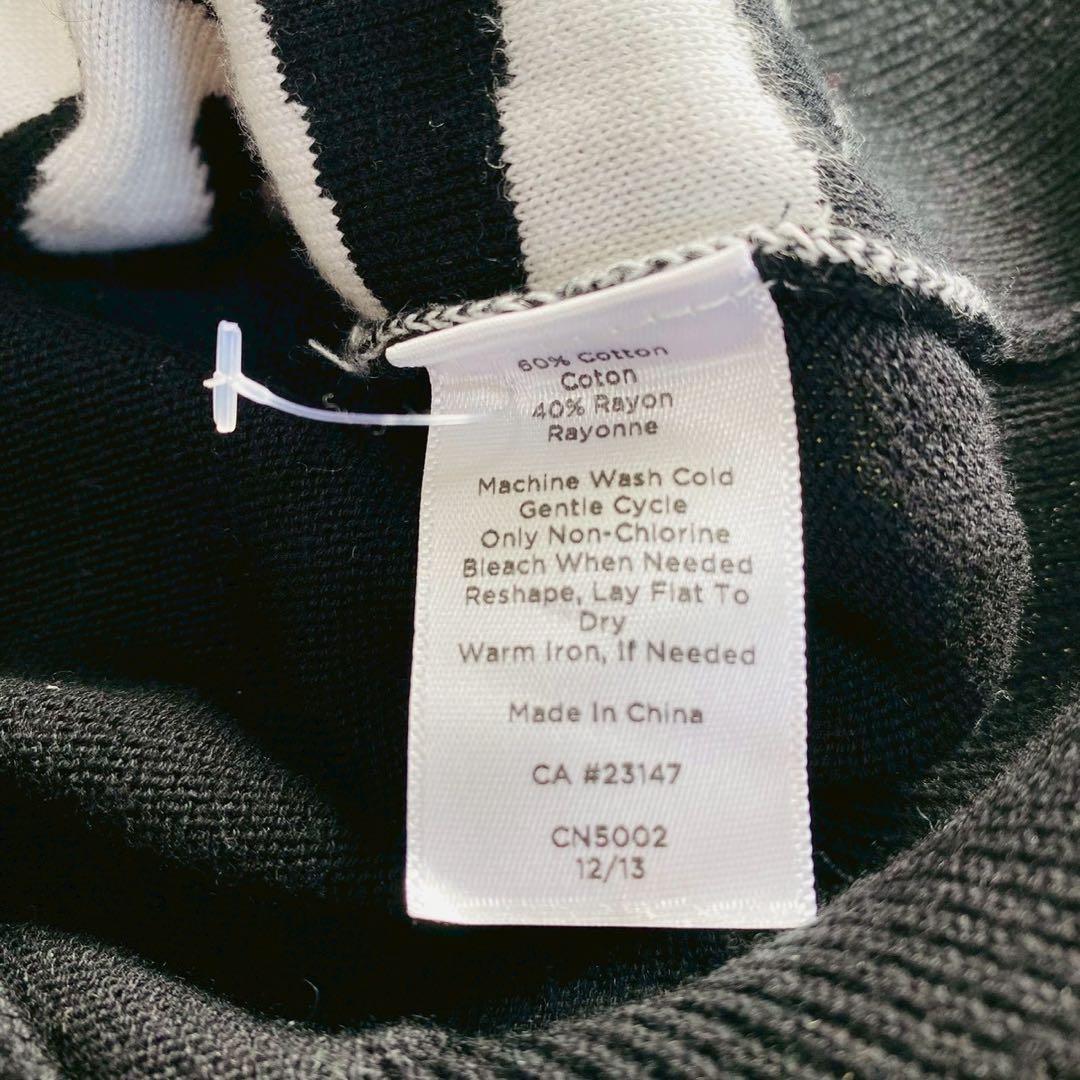 60% Cotton
Coton
40% Rayon
Rayonne
Machine Wash Cold
Gentle Cycle
Only Non-Chlorine
Bleach When Needed
Reshape, Lay Flat To
Dry
Warm Iron, If Needed
Made In China
CA #23147
CN5002
12/13